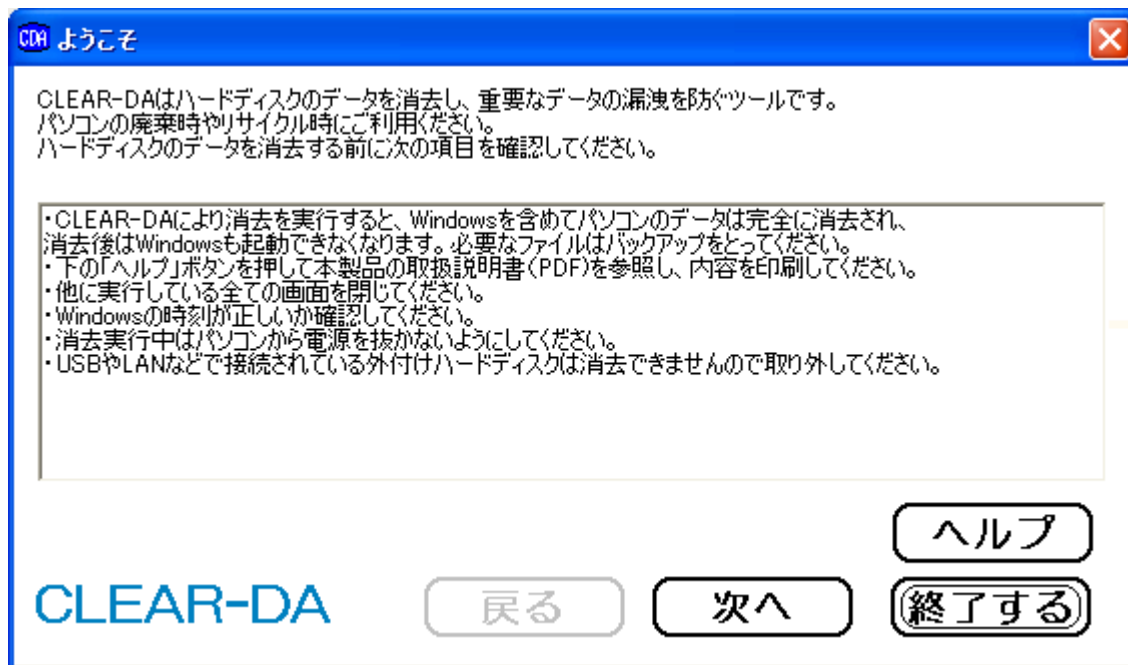 CDA ようこそ
CLEAR-DAはハードディスクのデータを消去し、重要なデータの漏洩を防ぐツールです。
パソコンの廃棄時やリサイクル時にご利用ください。
ハードディスクのデータを消去する前に次の項目を確認してください。
・CLEAR-DAにより消去を実行すると、Windowsを含めてパソコンのデータは完全に消去され、
消去後はWindowsも起動できなくなります。必要なファイルはバックアップをとってください。
・下の「ヘルプ」ボタンを押して本製品の取扱説明書(PDF)を参照し、内容を印刷してください。
・他に実行している全ての画面を閉じてください。
・Windowsの時刻が正しいか確認してください。
・消去実行中はパソコンから電源を抜かないようにしてください。
・USBやLANなどで接続されている外付けハードディスクは消去できませんので取り外してください。
ヘルプ
CLEAR-DA 戻る 次へ 終了する